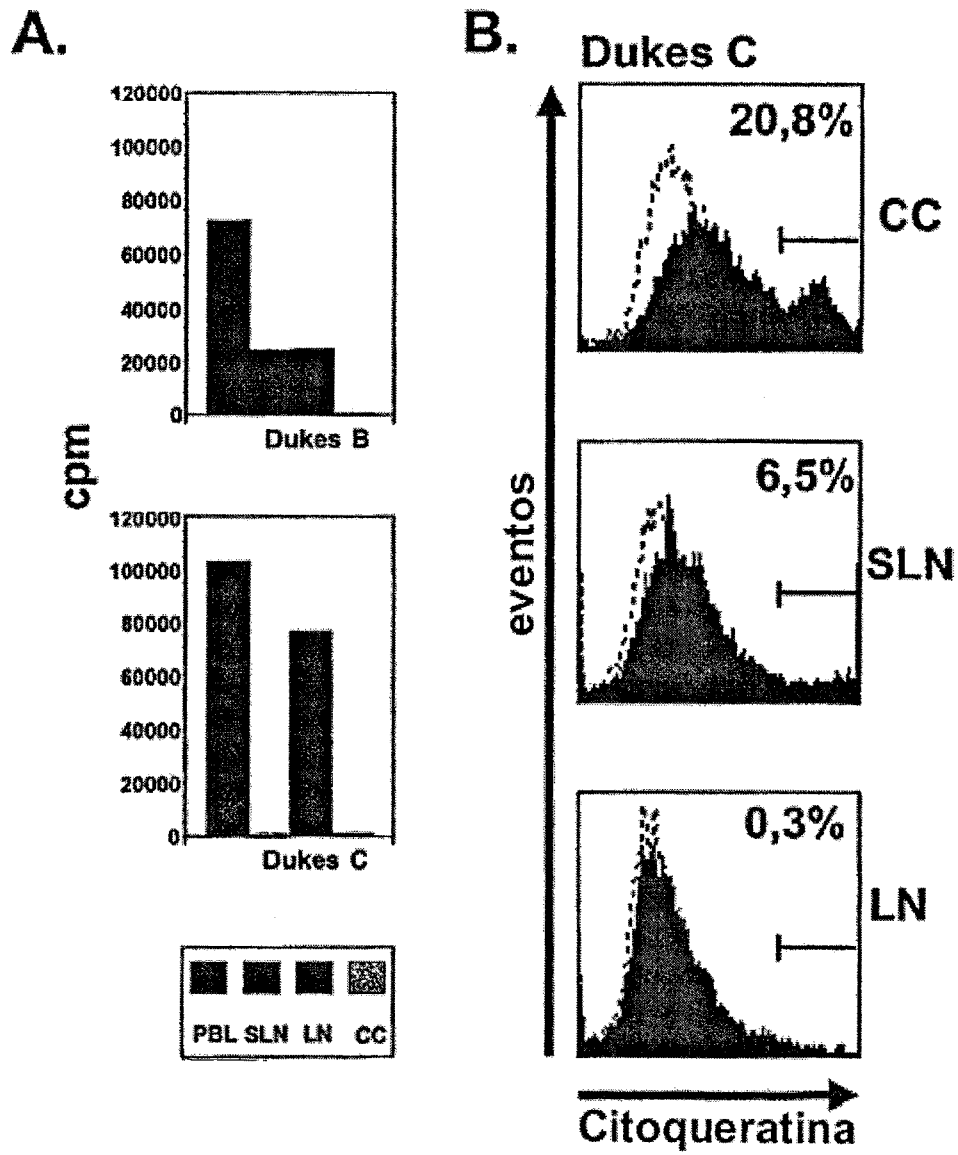 A.
120000
100000
80000
60000
40000
20000
0
Dukes B
cpm
120000
100000
80000
60000
40000
20000
0
Dukes C
PBL SLN LN CC
B.
Dukes C
20,8%
CC
6,5%
SLN
0,3%
LN
eventos
Citoqueratina